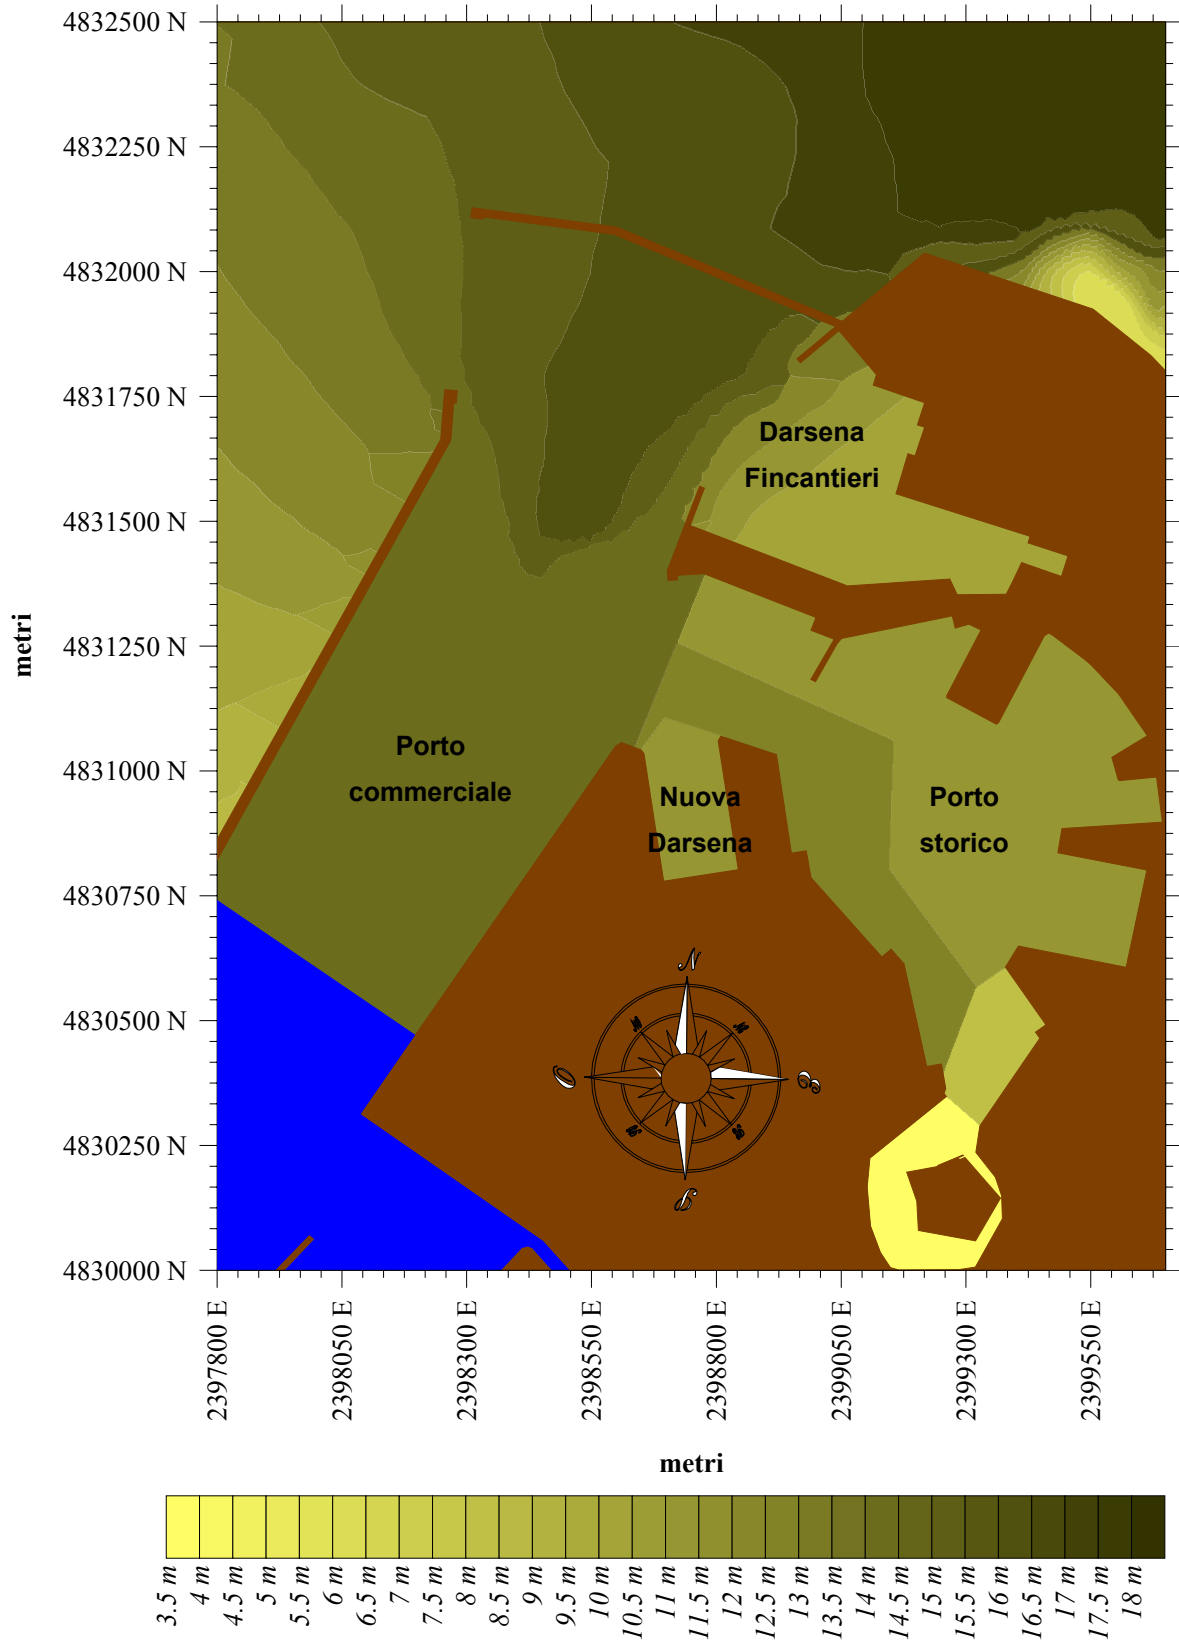 4832500 N
4832250 N
4832000 N
4831750 N
4831500 N
4831250 N
4831000 N
4830750 N
4830500 N
4830250 N
4830000 N
metri
Darsena
Fincantieri
Porto
commerciale
Nuova
Darsena
Porto
storico
N
O
E
S
2397800 E
2398050 E
2398300 E
2398550 E
2398800 E
2399050 E
2399300 E
2399550 E
metri
3.5 m
4 m
4.5 m
5 m
5.5 m
6 m
6.5 m
7 m
7.5 m
8 m
8.5 m
9 m
9.5 m
10 m
10.5 m
11 m
11.5 m
12 m
12.5 m
13 m
13.5 m
14 m
14.5 m
15 m
15.5 m
16 m
16.5 m
17 m
17.5 m
18 m